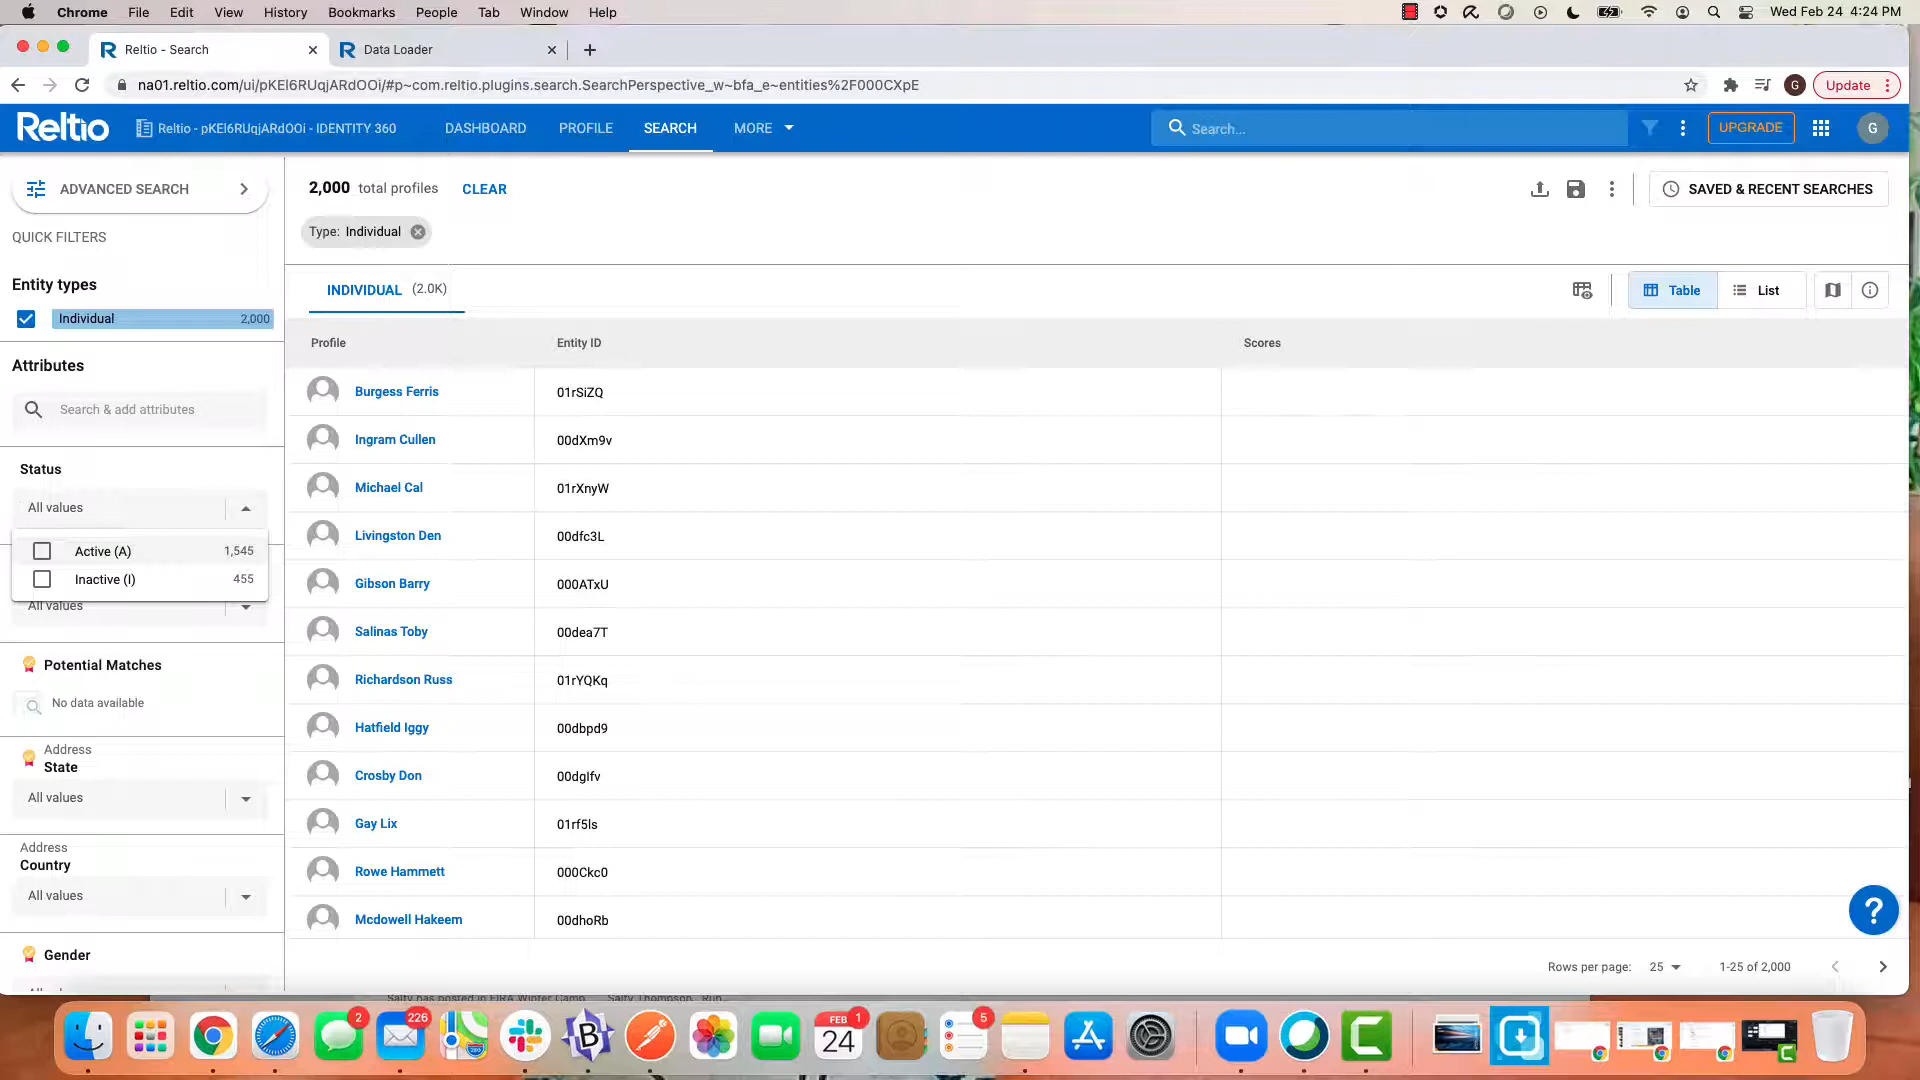 Chrome File Edit View History Bookmarks People Tab Window Help Wed Feb 24 4:24 PM
Reltio - Search Data Loader
na01.reltio.com/ui/pKEl6RUqjARdOOi/#p~com.reltio.plugins.search.SearchPerspective_w~bfa_e~entities%2F000CXpE G Update
Reltio Reltio - pKEl6RUqjARdOOi - IDENTITY 360 DASHBOARD PROFILE SEARCH MORE Search... UPGRADE G
ADVANCED SEARCH
2,000 total profiles CLEAR
SAVED & RECENT SEARCHES
Type: Individual
QUICK FILTERS
Entity types
Individual 2,000
Attributes
Search & add attributes
Status
All values
Active (A) 1,545
Inactive (I) 455
All values
Potential Matches
No data available
Address
State
All values
Address
Country
All values
Gender
INDIVIDUAL (2.0K)
Table List
Profile Entity ID Scores
Burgess Ferris 01rSiZQ
Ingram Cullen 00dXm9v
Michael Cal 01rXnyW
Livingston Den 00dfc3L
Gibson Barry 000ATxU
Salinas Toby 00dea7T
Richardson Russ 01rYQKq
Hatfield Iggy 00dbpd9
Crosby Don 00dgIfv
Gay Lix 01rf5ls
Rowe Hammett 000Ckc0
Mcdowell Hakeem 00dhoRb
?
Rows per page: 25 1-25 of 2,000
2 226 FEB 24 1 5